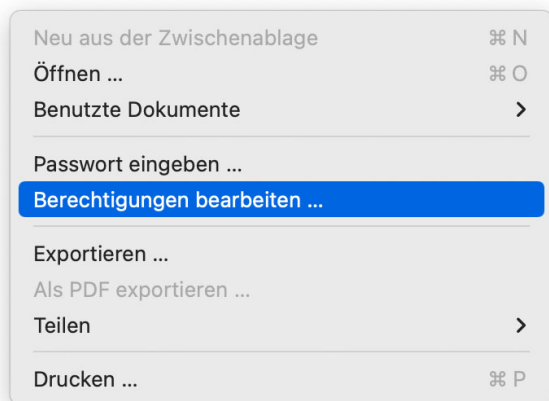 Neu aus der Zwischenablage ⌘ N
Öffnen ... ⌘ O
Benutzte Dokumente
Passwort eingeben ...
Berechtigungen bearbeiten ...
Exportieren ...
Als PDF exportieren ...
Teilen
Drucken ... ⌘ P